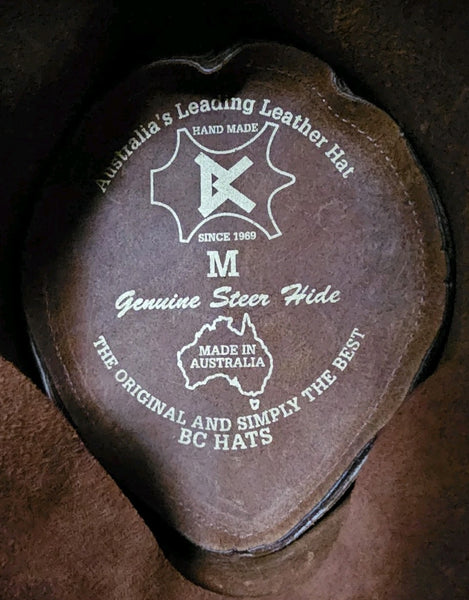 Australia's Leading Leather Hat
HAND MADE
BC
SINCE 1969
M
Genuine Steer Hide
MADE IN
AUSTRALIA
THE ORIGINAL AND SIMPLY THE BEST
BC HATS